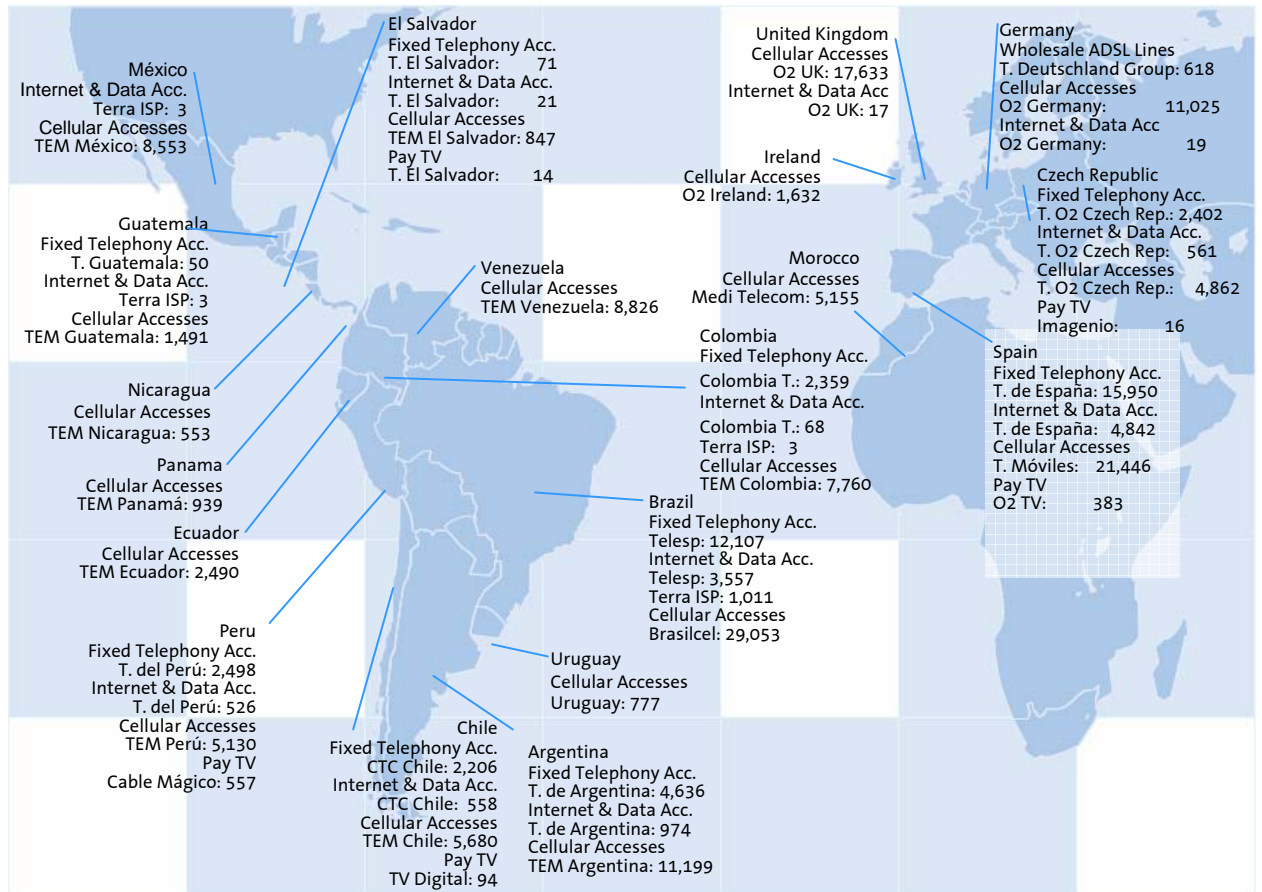 El Salvador
Fixed Telephony Acc.
T. El Salvador: 71
Internet & Data Acc.
T. El Salvador: 21
Cellular Accesses
TEM El Salvador: 847
Pay TV
T. El Salvador: 14
México
Internet & Data Acc.
Terra ISP: 3
Cellular Accesses
TEM México: 8,553
Guatemala
Fixed Telephony Acc.
T. Guatemala: 50
Internet & Data Acc.
Terra ISP: 3
Cellular Accesses
TEM Guatemala: 1,491
Nicaragua
Cellular Accesses
TEM Nicaragua: 553
Panama
Cellular Accesses
TEM Panamá: 939
Ecuador
Cellular Accesses
TEM Ecuador: 2,490
Peru
Fixed Telephony Acc.
T. del Perú: 2,498
Internet & Data Acc.
T. del Perú: 526
Cellular Accesses
TEM Perú: 5,130
Pay TV
Cable Mágico: 557
Chile
Fixed Telephony Acc.
CTC Chile: 2,206
Internet & Data Acc.
CTC Chile: 558
Cellular Accesses
TEM Chile: 5,680
Pay TV
TV Digital: 94
Argentina
Fixed Telephony Acc.
T. de Argentina: 4,636
Internet & Data Acc.
T. de Argentina: 974
Cellular Accesses
TEM Argentina: 11,199
Uruguay
Cellular Accesses
Uruguay: 777
Venezuela
Cellular Accesses
TEM Venezuela: 8,826
Brazil
Fixed Telephony Acc.
Telesp: 12,107
Internet & Data Acc.
Telesp: 3,557
Terra ISP: 1,011
Cellular Accesses
Brasilcel: 29,053
Colombia
Fixed Telephony Acc.
Colombia T.: 2,359
Internet & Data Acc.
Colombia T.: 68
Terra ISP: 3
Cellular Accesses
TEM Colombia: 7,760
Morocco
Cellular Accesses
Medi Telecom: 5,155
Ireland
Cellular Accesses
O2 Ireland: 1,632
United Kingdom
Cellular Accesses
O2 UK: 17,633
Internet & Data Acc
O2 UK: 17
Germany
Wholesale ADSL Lines
T. Deutschland Group: 618
Cellular Accesses
O2 Germany: 11,025
Internet & Data Acc
O2 Germany: 19
Czech Republic
Fixed Telephony Acc.
T. O2 Czech Rep.: 2,402
Internet & Data Acc.
T. O2 Czech Rep: 561
Cellular Accesses
T. O2 Czech Rep.: 4,862
Pay TV
Imagenio: 16
Spain
Fixed Telephony Acc.
T. de España: 15,950
Internet & Data Acc.
T. de España: 4,842
Cellular Accesses
T. Móviles: 21,446
Pay TV
O2 TV: 383